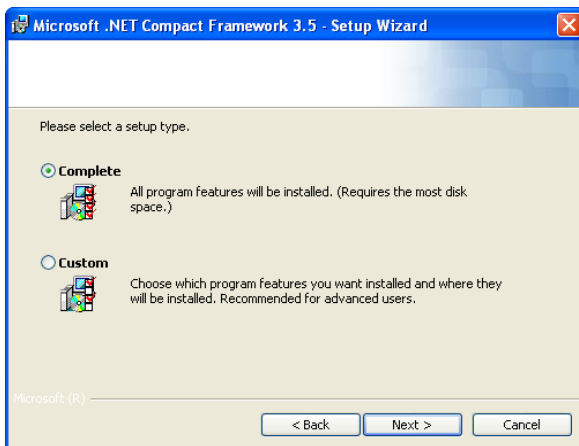 Microsoft .NET Compact Framework 3.5 - Setup Wizard
Please select a setup type.
Complete
All program features will be installed. (Requires the most disk
space.)
Custom
Choose which program features you want installed and where they
will be installed. Recommended for advanced users.
Microsoft (R)
< Back
Next >
Cancel